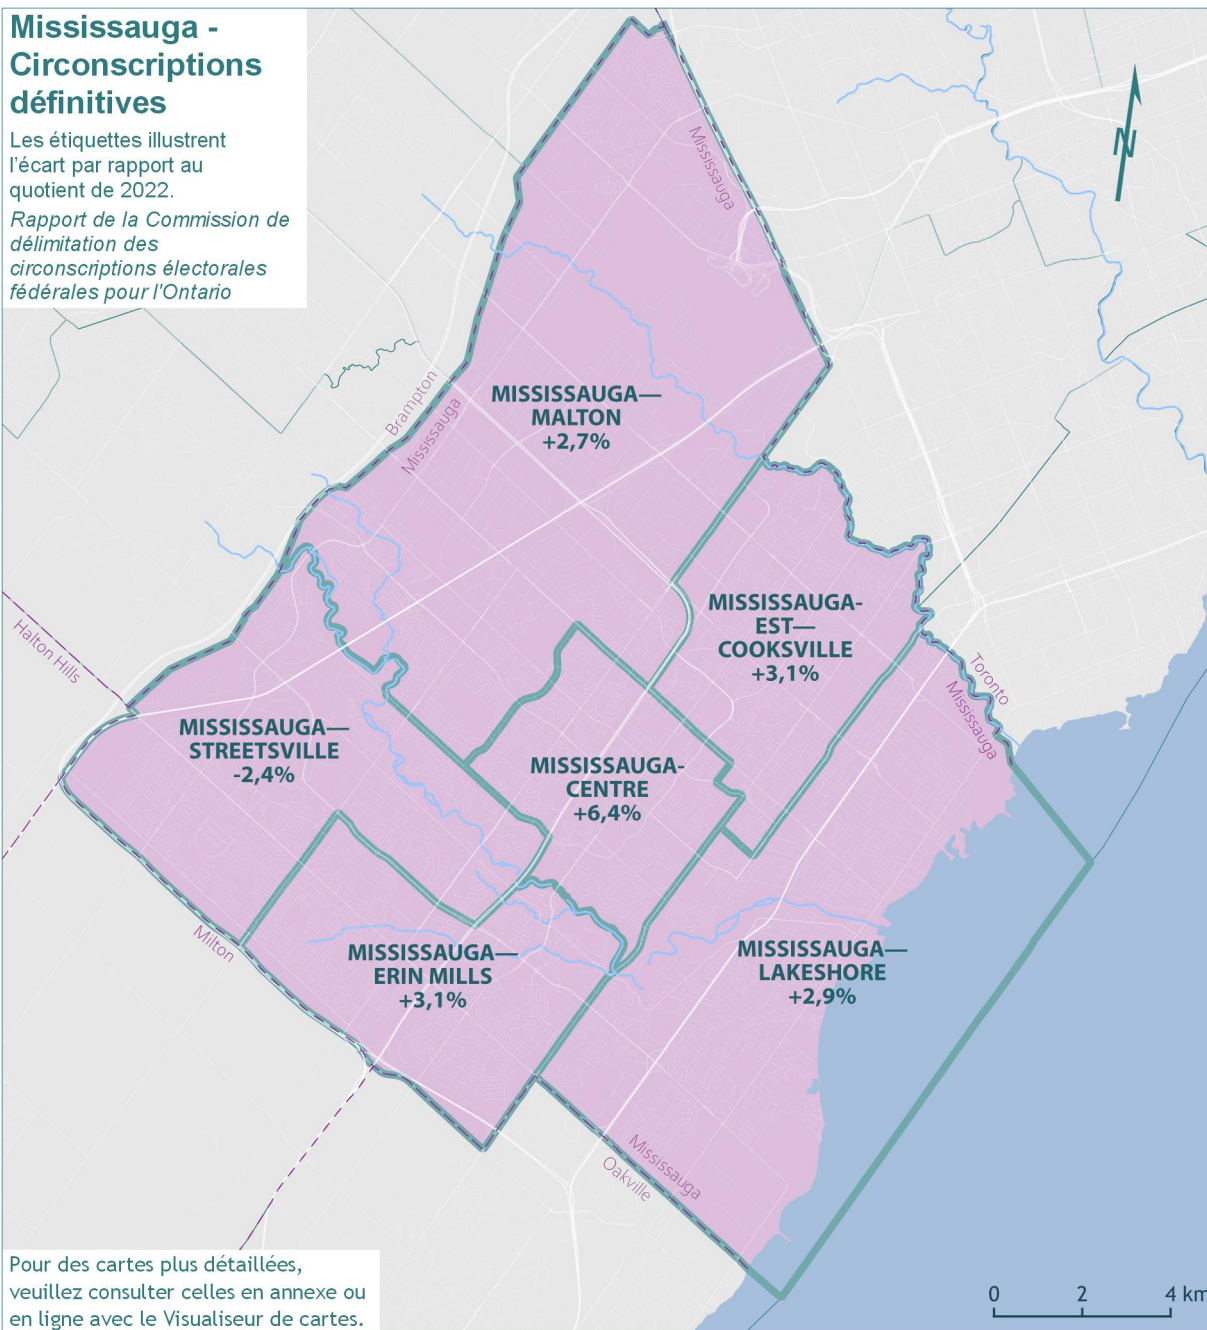 Mississauga -
Circonscriptions
définitives
Les étiquettes illustrent
l'écart par rapport au
quotient de 2022.
Rapport de la Commission de
délimitation des
circonscriptions électorales
fédérales pour l'Ontario
N
Mississauga
Brampton
Mississauga
MISSISSAUGA—
MALTON
+2,7%
MISSISSAUGA-
EST—
COOKSVILLE
+3,1%
Halton Hills
Toronto
Mississauga
MISSISSAUGA—
STREETSVILLE
-2,4%
MISSISSAUGA-
CENTRE
+6,4%
Milton
MISSISSAUGA—
ERIN MILLS
+3,1%
MISSISSAUGA—
LAKESHORE
+2,9%
Mississauga
Oakville
Pour des cartes plus détaillées,
veuillez consulter celles en annexe ou
en ligne avec le Visualiseur de cartes.
0 2 4 km